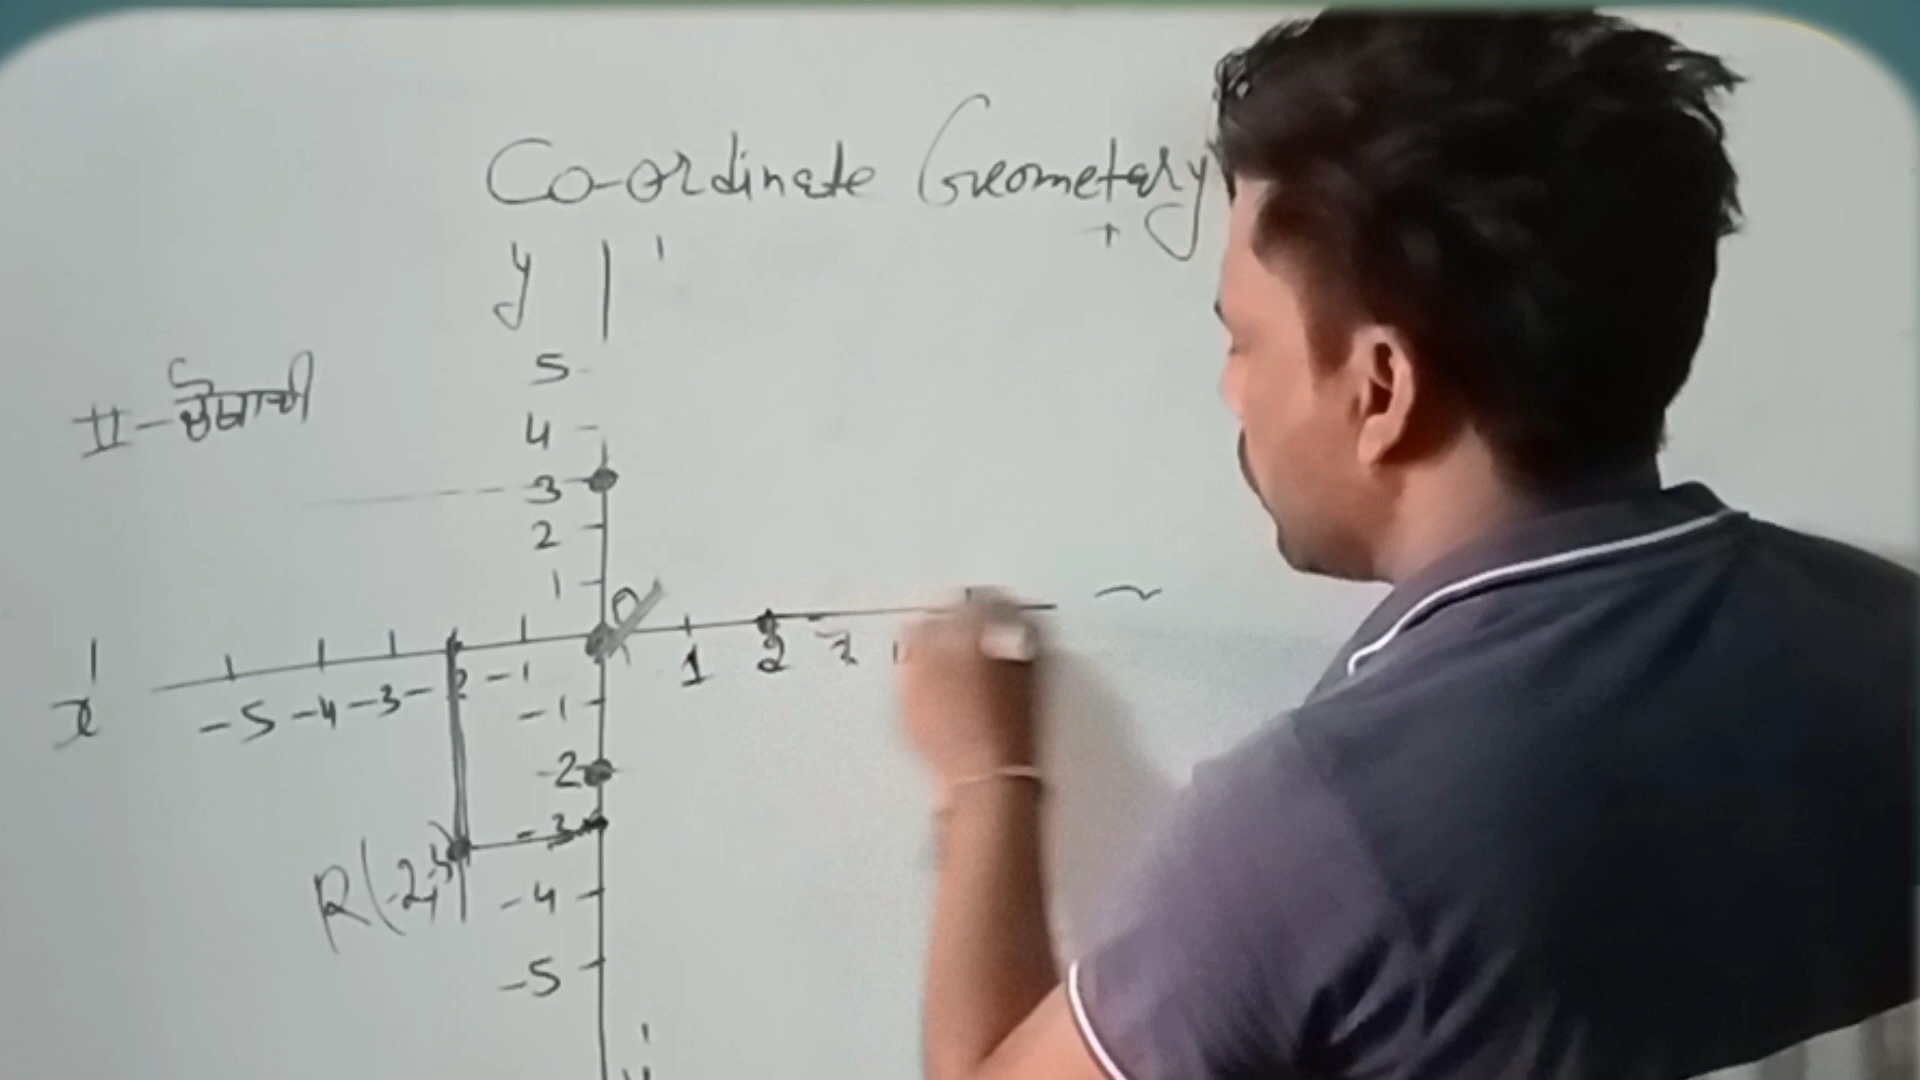 Co-ordinate Geometary
+
y
II-ਚੌਥਾਈ
5
4
3
2
1
O
-5 -4 -3 -2 -1 1 2 3
x
-1
-2
-3
R(-2,-3)
-4
-5